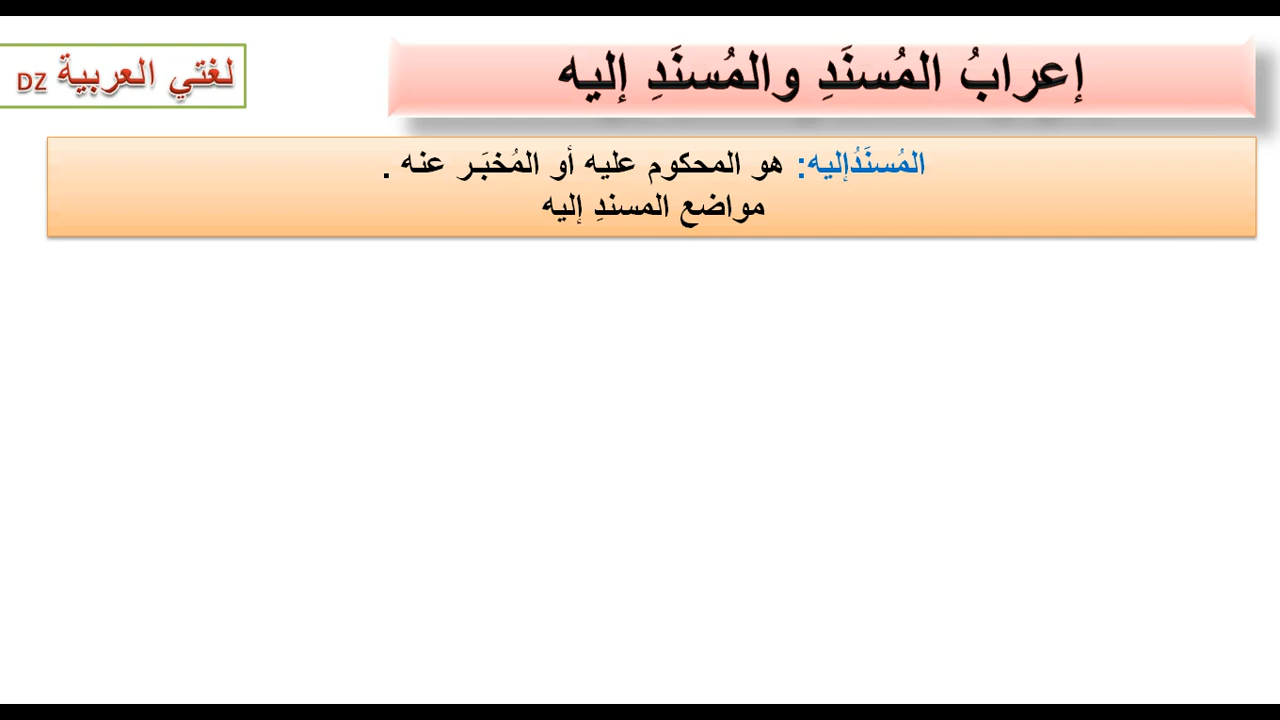 إعرابُ المُسنَدِ والمُسنَدِ إليه
لغتي العربية DZ
المُسنَدُإليه: هو المحكوم عليه أو المُخبَـر عنه .
مواضع المسندِ إليه